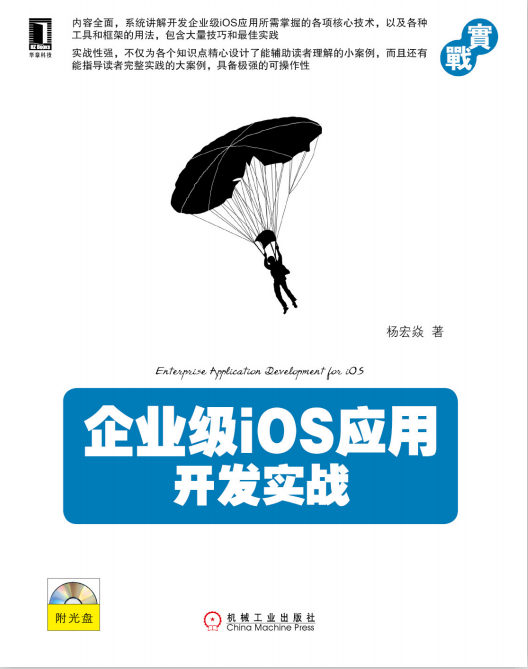 内容全面，系统讲解开发企业级iOS应用所需掌握的各项核心技术，以及各种
工具和框架的用法，包含大量技巧和最佳实践
实战性强，不仅为各个知识点精心设计了能辅助读者理解的小案例，而且还有
能指导读者完整实践的大案例，具备极强的可操作性
HZ Books
华章科技
實
戰
杨宏焱 著
Enterprise Application Development for iOS
企业级iOS应用
开发实战
附光盘
机械工业出版社
China Machine Press